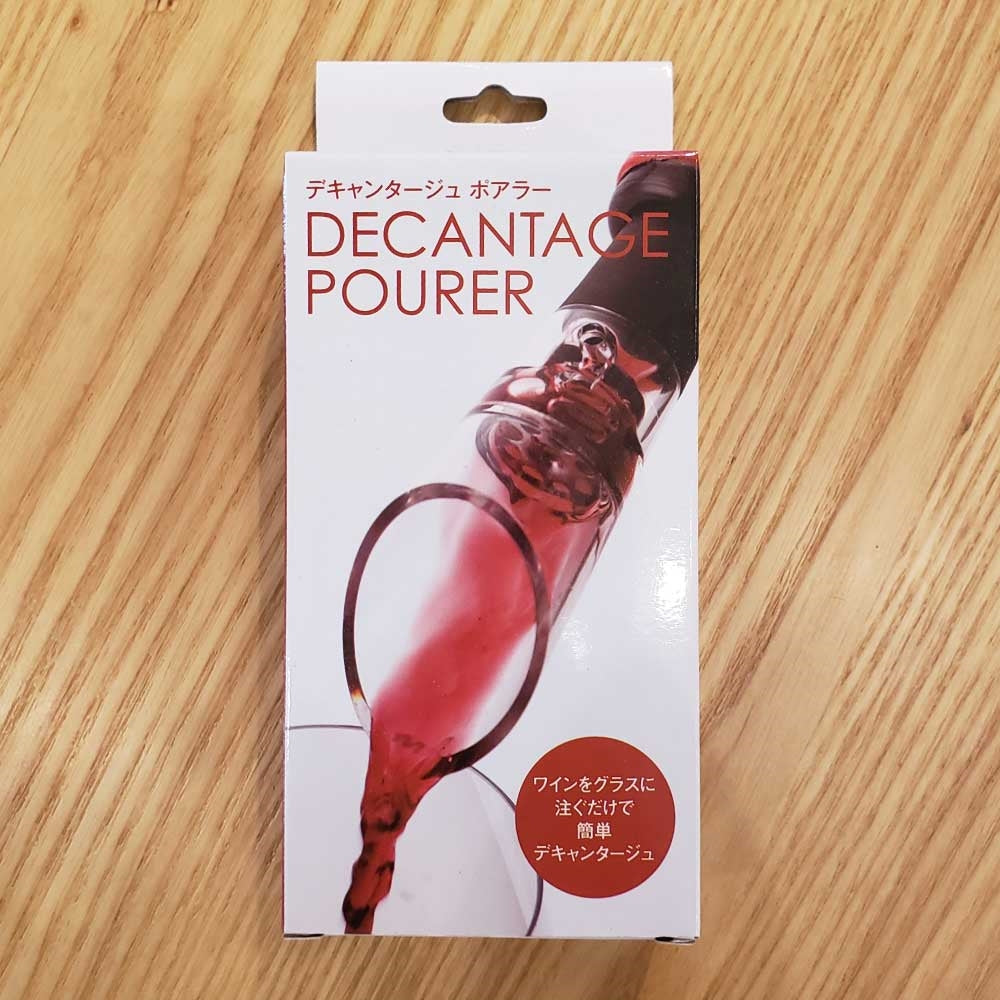 デキャンタージュ ポアラー
DECANTAGE
POURER
ワインをグラスに
注ぐだけで
簡単
デキャンタージュ